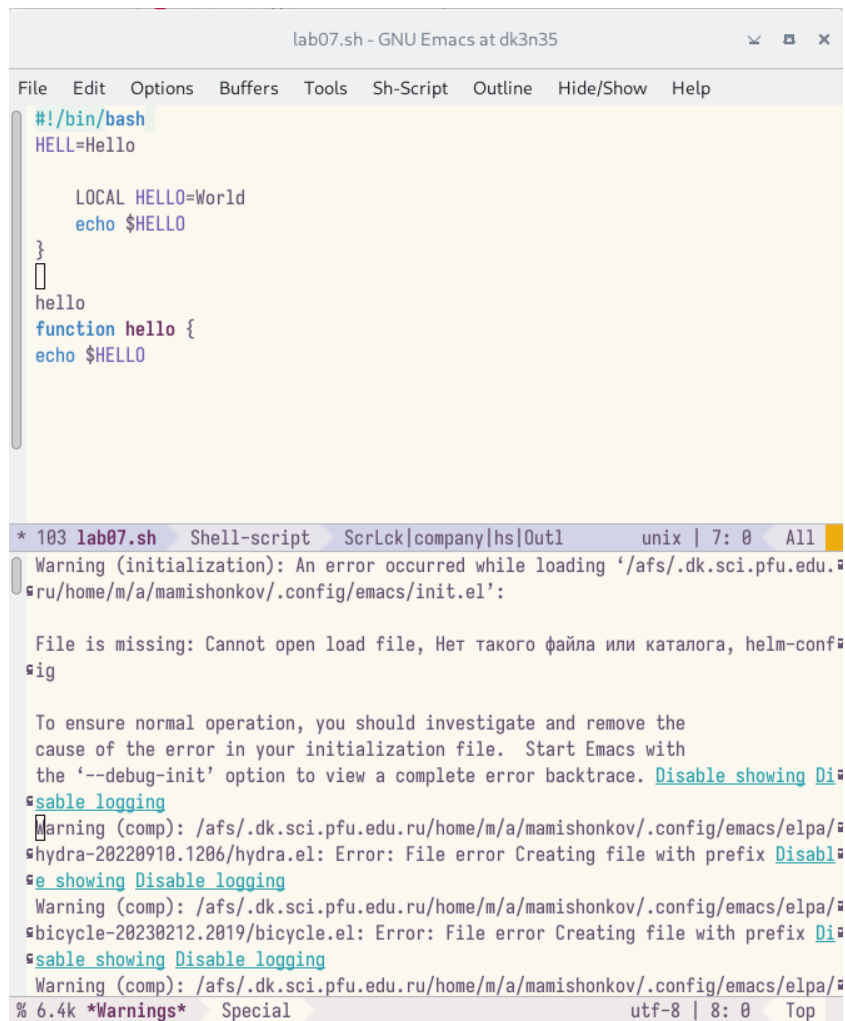 lab07.sh - GNU Emacs at dk3n35
File Edit Options Buffers Tools Sh-Script Outline Hide/Show Help
#!/bin/bash
HELL=Hello
LOCAL HELLO=World
echo $HELLO
}
hello
function hello {
echo $HELLO
* 103 lab07.sh Shell-script ScrLck|company|hs|Outl unix | 7: 0 All
Warning (initialization): An error occurred while loading ‘/afs/.dk.sci.pfu.edu.
ru/home/m/a/mamishonkov/.config/emacs/init.el’:
File is missing: Cannot open load file, Нет такого файла или каталога, helm-conf
ig
To ensure normal operation, you should investigate and remove the
cause of the error in your initialization file. Start Emacs with
the ‘--debug-init’ option to view a complete error backtrace. Disable showing Di
sable logging
Warning (comp): /afs/.dk.sci.pfu.edu.ru/home/m/a/mamishonkov/.config/emacs/elpa/
hydra-20220910.1206/hydra.el: Error: File error Creating file with prefix Disabl
e showing Disable logging
Warning (comp): /afs/.dk.sci.pfu.edu.ru/home/m/a/mamishonkov/.config/emacs/elpa/
bicycle-20230212.2019/bicycle.el: Error: File error Creating file with prefix Di
sable showing Disable logging
Warning (comp): /afs/.dk.sci.pfu.edu.ru/home/m/a/mamishonkov/.config/emacs/elpa/
% 6.4k *Warnings* Special utf-8 | 8: 0 Top